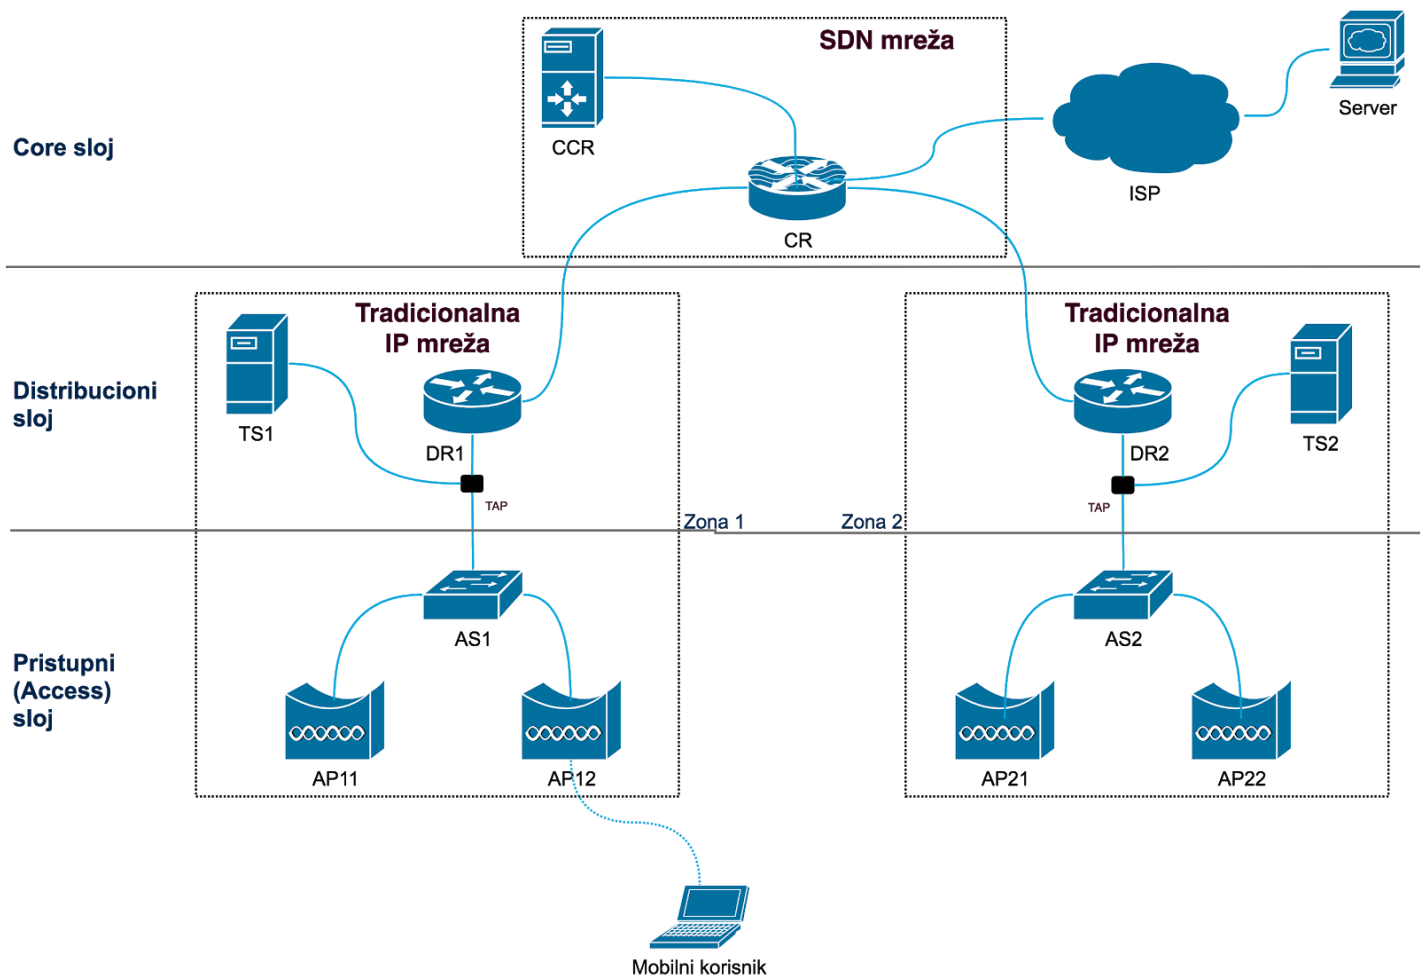 SDN mreža
Server
CCR
Core sloj
ISP
CR
Tradicionalna
IP mreža
Tradicionalna
IP mreža
Distribucioni
sloj
TS1
DR1
DR2
TS2
TAP
TAP
Zona 1
Zona 2
AS1
AS2
Pristupni
(Access)
sloj
AP11
AP12
AP21
AP22
Mobilni korisnik